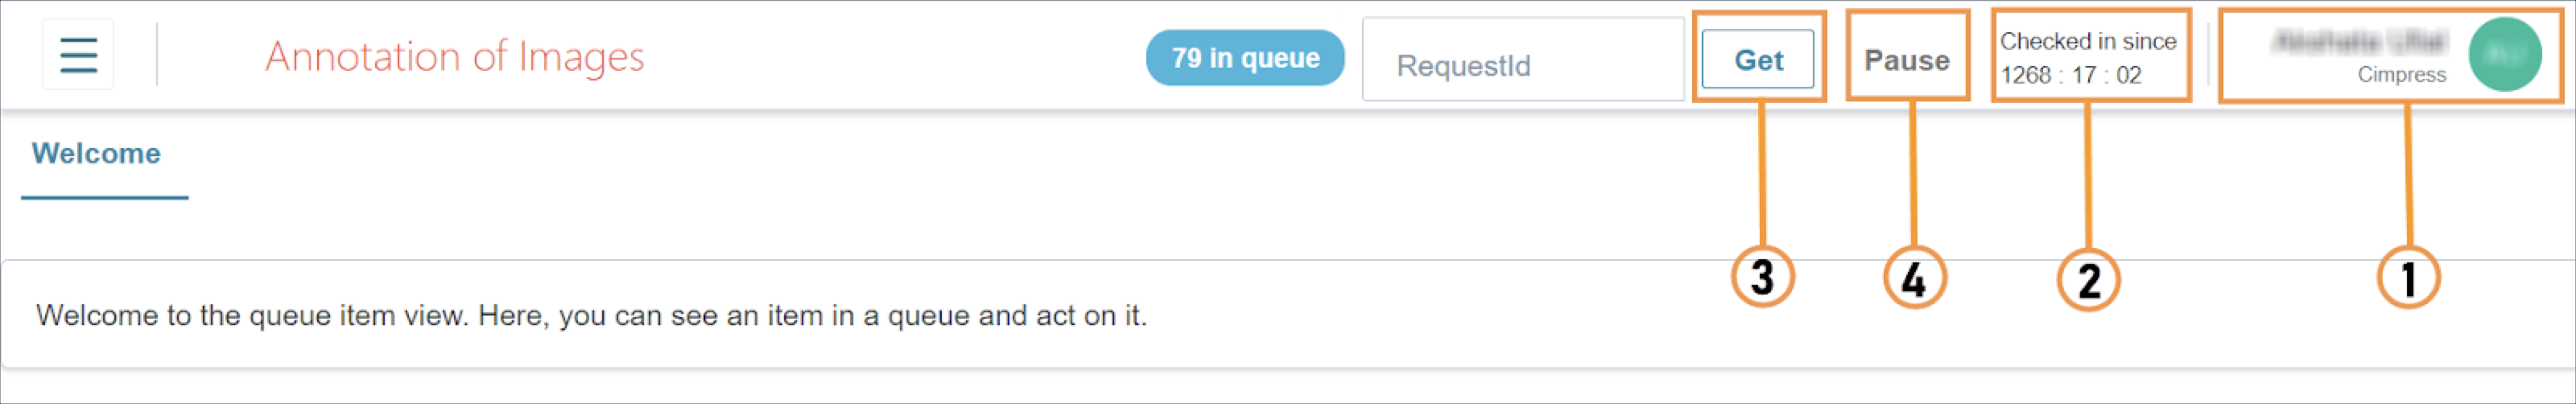 Annotation of Images
79 in queue
RequestId
Get
Pause
Checked in since
1268 : 17 : 02
Cimpress
Welcome
3
4
2
1
Welcome to the queue item view. Here, you can see an item in a queue and act on it.